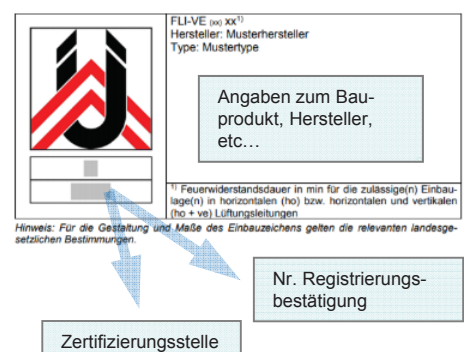 FLI-VE (xx) xx1)
Hersteller: Musterhersteller
Type: Mustertype
Angaben zum Bau-
produkt, Hersteller,
etc…
1) Feuerwiderstandsdauer in min für die zulässige(n) Einbau-
lage(n) in horizontalen (ho) bzw. horizontalen und vertikalen
(ho + ve) Lüftungsleitungen
Hinweis: Für die Gestaltung und Maße des Einbauzeichens gelten die relevanten landesge-
setzlichen Bestimmungen.
Nr. Registrierungs-
bestätigung
Zertifizierungsstelle